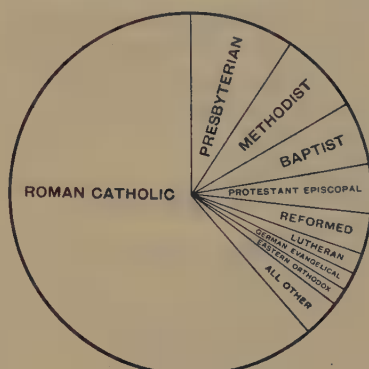 PRESBYTERIAN
METHODIST
BAPTIST
PROTESTANT EPISCOPAL
ROMAN CATHOLIC
REFORMED
LUTHERAN
GERMAN EVANGELICAL
EASTERN ORTHODOX
ALL OTHER